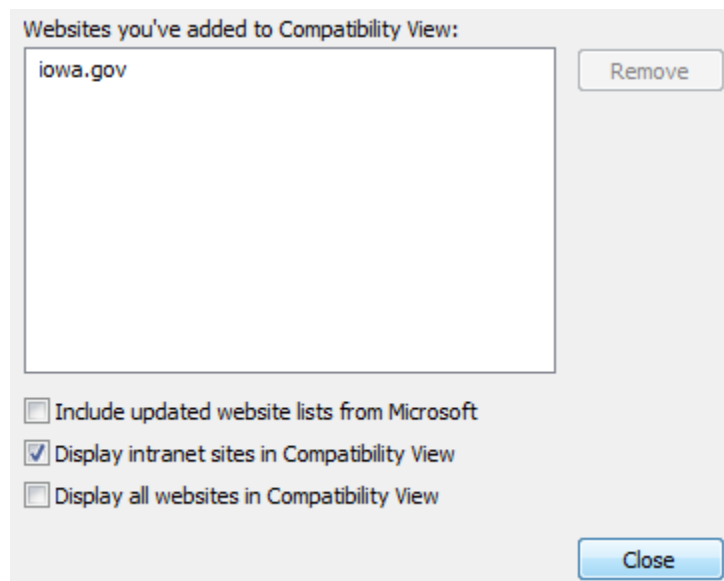 Websites you've added to Compatibility View:
iowa.gov
Remove
Include updated website lists from Microsoft
Display intranet sites in Compatibility View
Display all websites in Compatibility View
Close